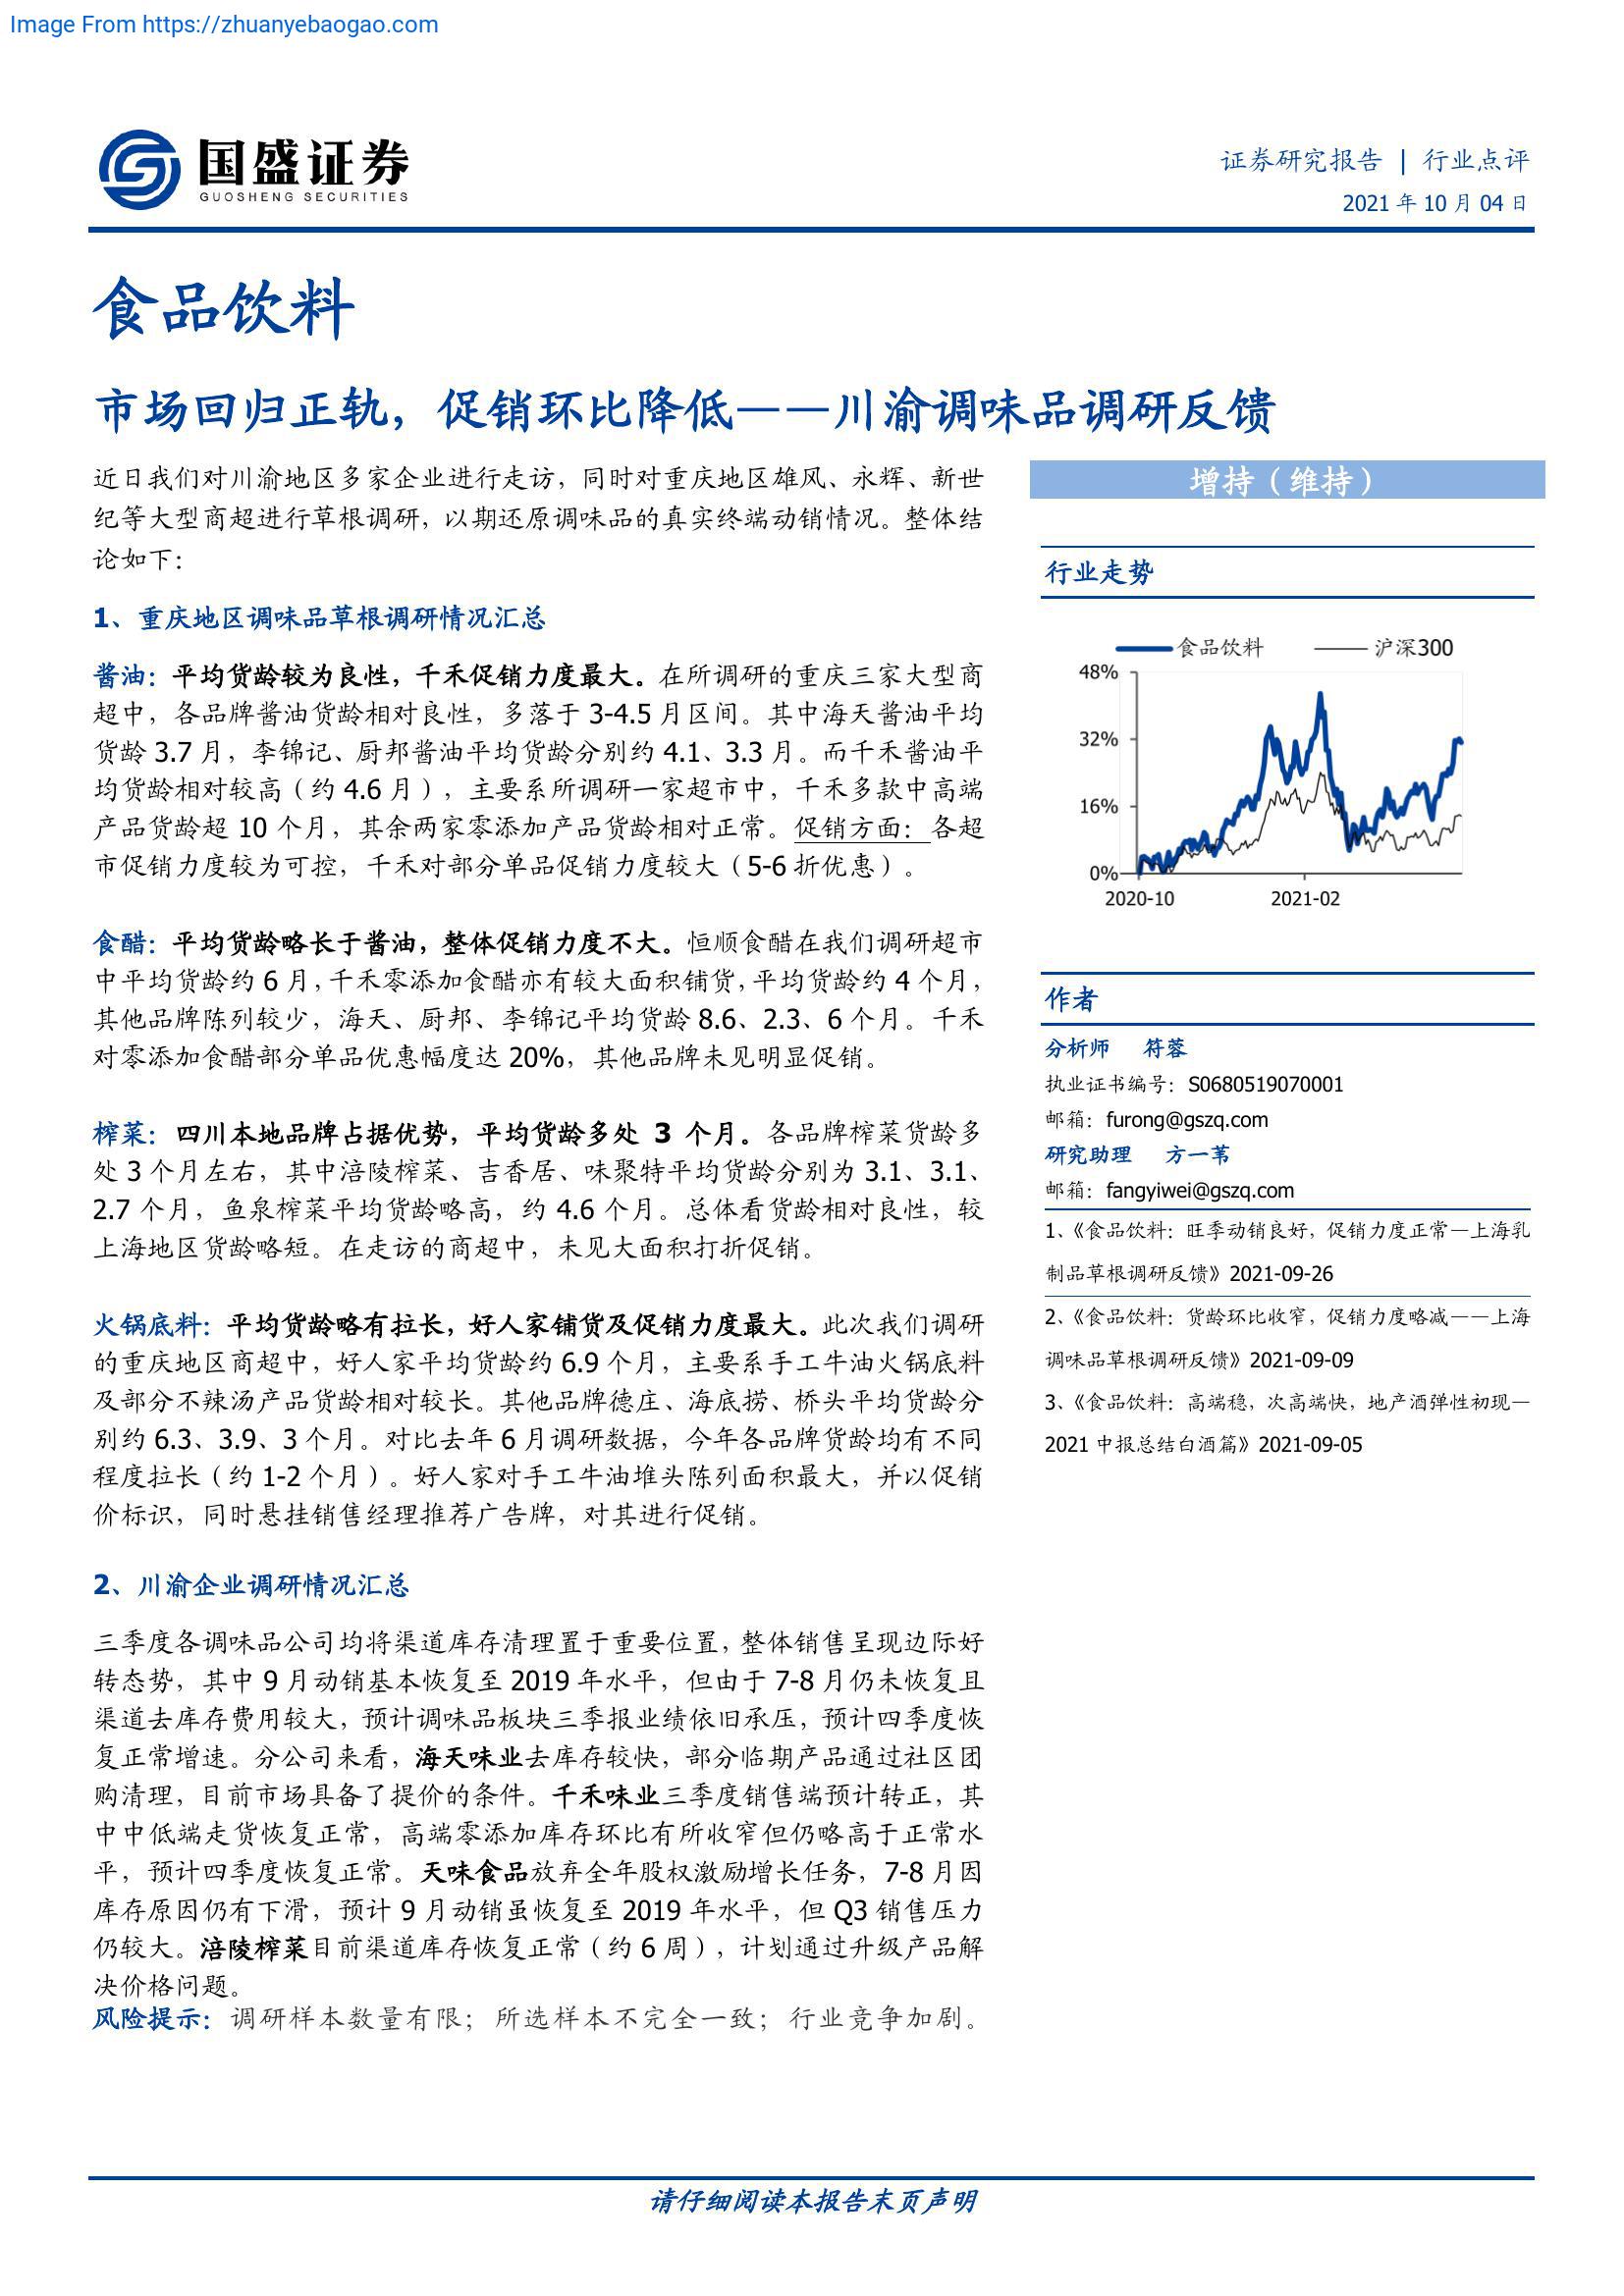 Image From https://zhuanyebaogao.com
国盛证券
GUOSHENG SECURITIES
证券研究报告 | 行业点评
2021 年 10 月 04 日
食品饮料
市场回归正轨，促销环比降低——川渝调味品调研反馈
近日我们对川渝地区多家企业进行走访，同时对重庆地区雄风、永辉、新世
纪等大型商超进行草根调研，以期还原调味品的真实终端动销情况。整体结
论如下：
1、重庆地区调味品草根调研情况汇总
酱油：平均货龄较为良性，千禾促销力度最大。在所调研的重庆三家大型商
超中，各品牌酱油货龄相对良性，多落于 3-4.5 月区间。其中海天酱油平均
货龄 3.7 月，李锦记、厨邦酱油平均货龄分别约 4.1、3.3 月。而千禾酱油平
均货龄相对较高（约 4.6 月），主要系所调研一家超市中，千禾多款中高端
产品货龄超 10 个月，其余两家零添加产品货龄相对正常。促销方面：各超
市促销力度较为可控，千禾对部分单品促销力度较大（5-6 折优惠）。
食醋：平均货龄略长于酱油，整体促销力度不大。恒顺食醋在我们调研超市
中平均货龄约 6 月，千禾零添加食醋亦有较大面积铺货，平均货龄约 4 个月，
其他品牌陈列较少，海天、厨邦、李锦记平均货龄 8.6、2.3、6 个月。千禾
对零添加食醋部分单品优惠幅度达 20%，其他品牌未见明显促销。
榨菜：四川本地品牌占据优势，平均货龄多处 3 个月。各品牌榨菜货龄多
处 3 个月左右，其中涪陵榨菜、吉香居、味聚特平均货龄分别为 3.1、3.1、
2.7 个月，鱼泉榨菜平均货龄略高，约 4.6 个月。总体看货龄相对良性，较
上海地区货龄略短。在走访的商超中，未见大面积打折促销。
火锅底料：平均货龄略有拉长，好人家铺货及促销力度最大。此次我们调研
的重庆地区商超中，好人家平均货龄约 6.9 个月，主要系手工牛油火锅底料
及部分不辣汤产品货龄相对较长。其他品牌德庄、海底捞、桥头平均货龄分
别约 6.3、3.9、3 个月。对比去年 6 月调研数据，今年各品牌货龄均有不同
程度拉长（约 1-2 个月）。好人家对手工牛油堆头陈列面积最大，并以促销
价标识，同时悬挂销售经理推荐广告牌，对其进行促销。
2、川渝企业调研情况汇总
三季度各调味品公司均将渠道库存清理置于重要位置，整体销售呈现边际好
转态势，其中 9 月动销基本恢复至 2019 年水平，但由于 7-8 月仍未恢复且
渠道去库存费用较大，预计调味品板块三季报业绩依旧承压，预计四季度恢
复正常增速。分公司来看，海天味业去库存较快，部分临期产品通过社区团
购清理，目前市场具备了提价的条件。千禾味业三季度销售端预计转正，其
中中低端走货恢复正常，高端零添加库存环比有所收窄但仍略高于正常水
平，预计四季度恢复正常。天味食品放弃全年股权激励增长任务，7-8 月因
库存原因仍有下滑，预计 9 月动销虽恢复至 2019 年水平，但 Q3 销售压力
仍较大。涪陵榨菜目前渠道库存恢复正常（约 6 周），计划通过升级产品解
决价格问题。
风险提示：调研样本数量有限；所选样本不完全一致；行业竞争加剧。
增持（维持）
行业走势
食品饮料 沪深300
48%
32%
16%
0%
2020-10 2021-02
作者
分析师 符蓉
执业证书编号：S0680519070001
邮箱：furong@gszq.com
研究助理 方一苇
邮箱：fangyiwei@gszq.com
1、《食品饮料：旺季动销良好，促销力度正常—上海乳
制品草根调研反馈》2021-09-26
2、《食品饮料：货龄环比收窄，促销力度略减——上海
调味品草根调研反馈》2021-09-09
3、《食品饮料：高端稳，次高端快，地产酒弹性初现—
2021 中报总结白酒篇》2021-09-05
请仔细阅读本报告末页声明